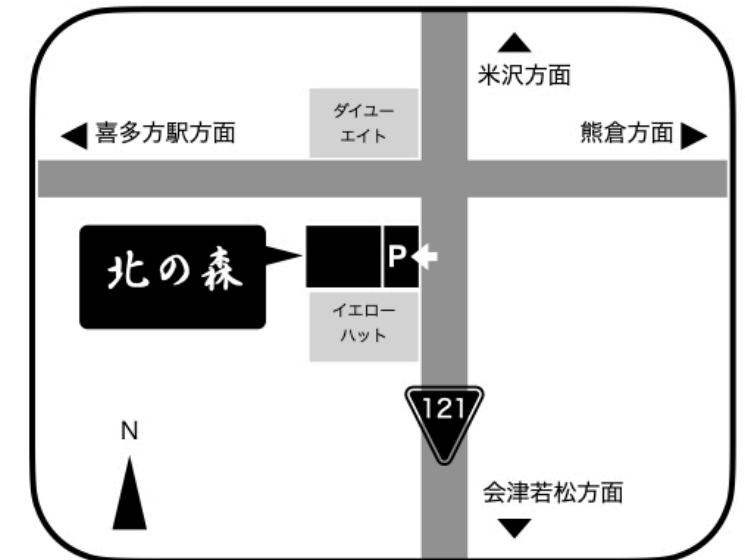 米沢方面
ダイユー
エイト
喜多方駅方面
熊倉方面
北の森
P
イエロー
ハット
121
N
会津若松方面